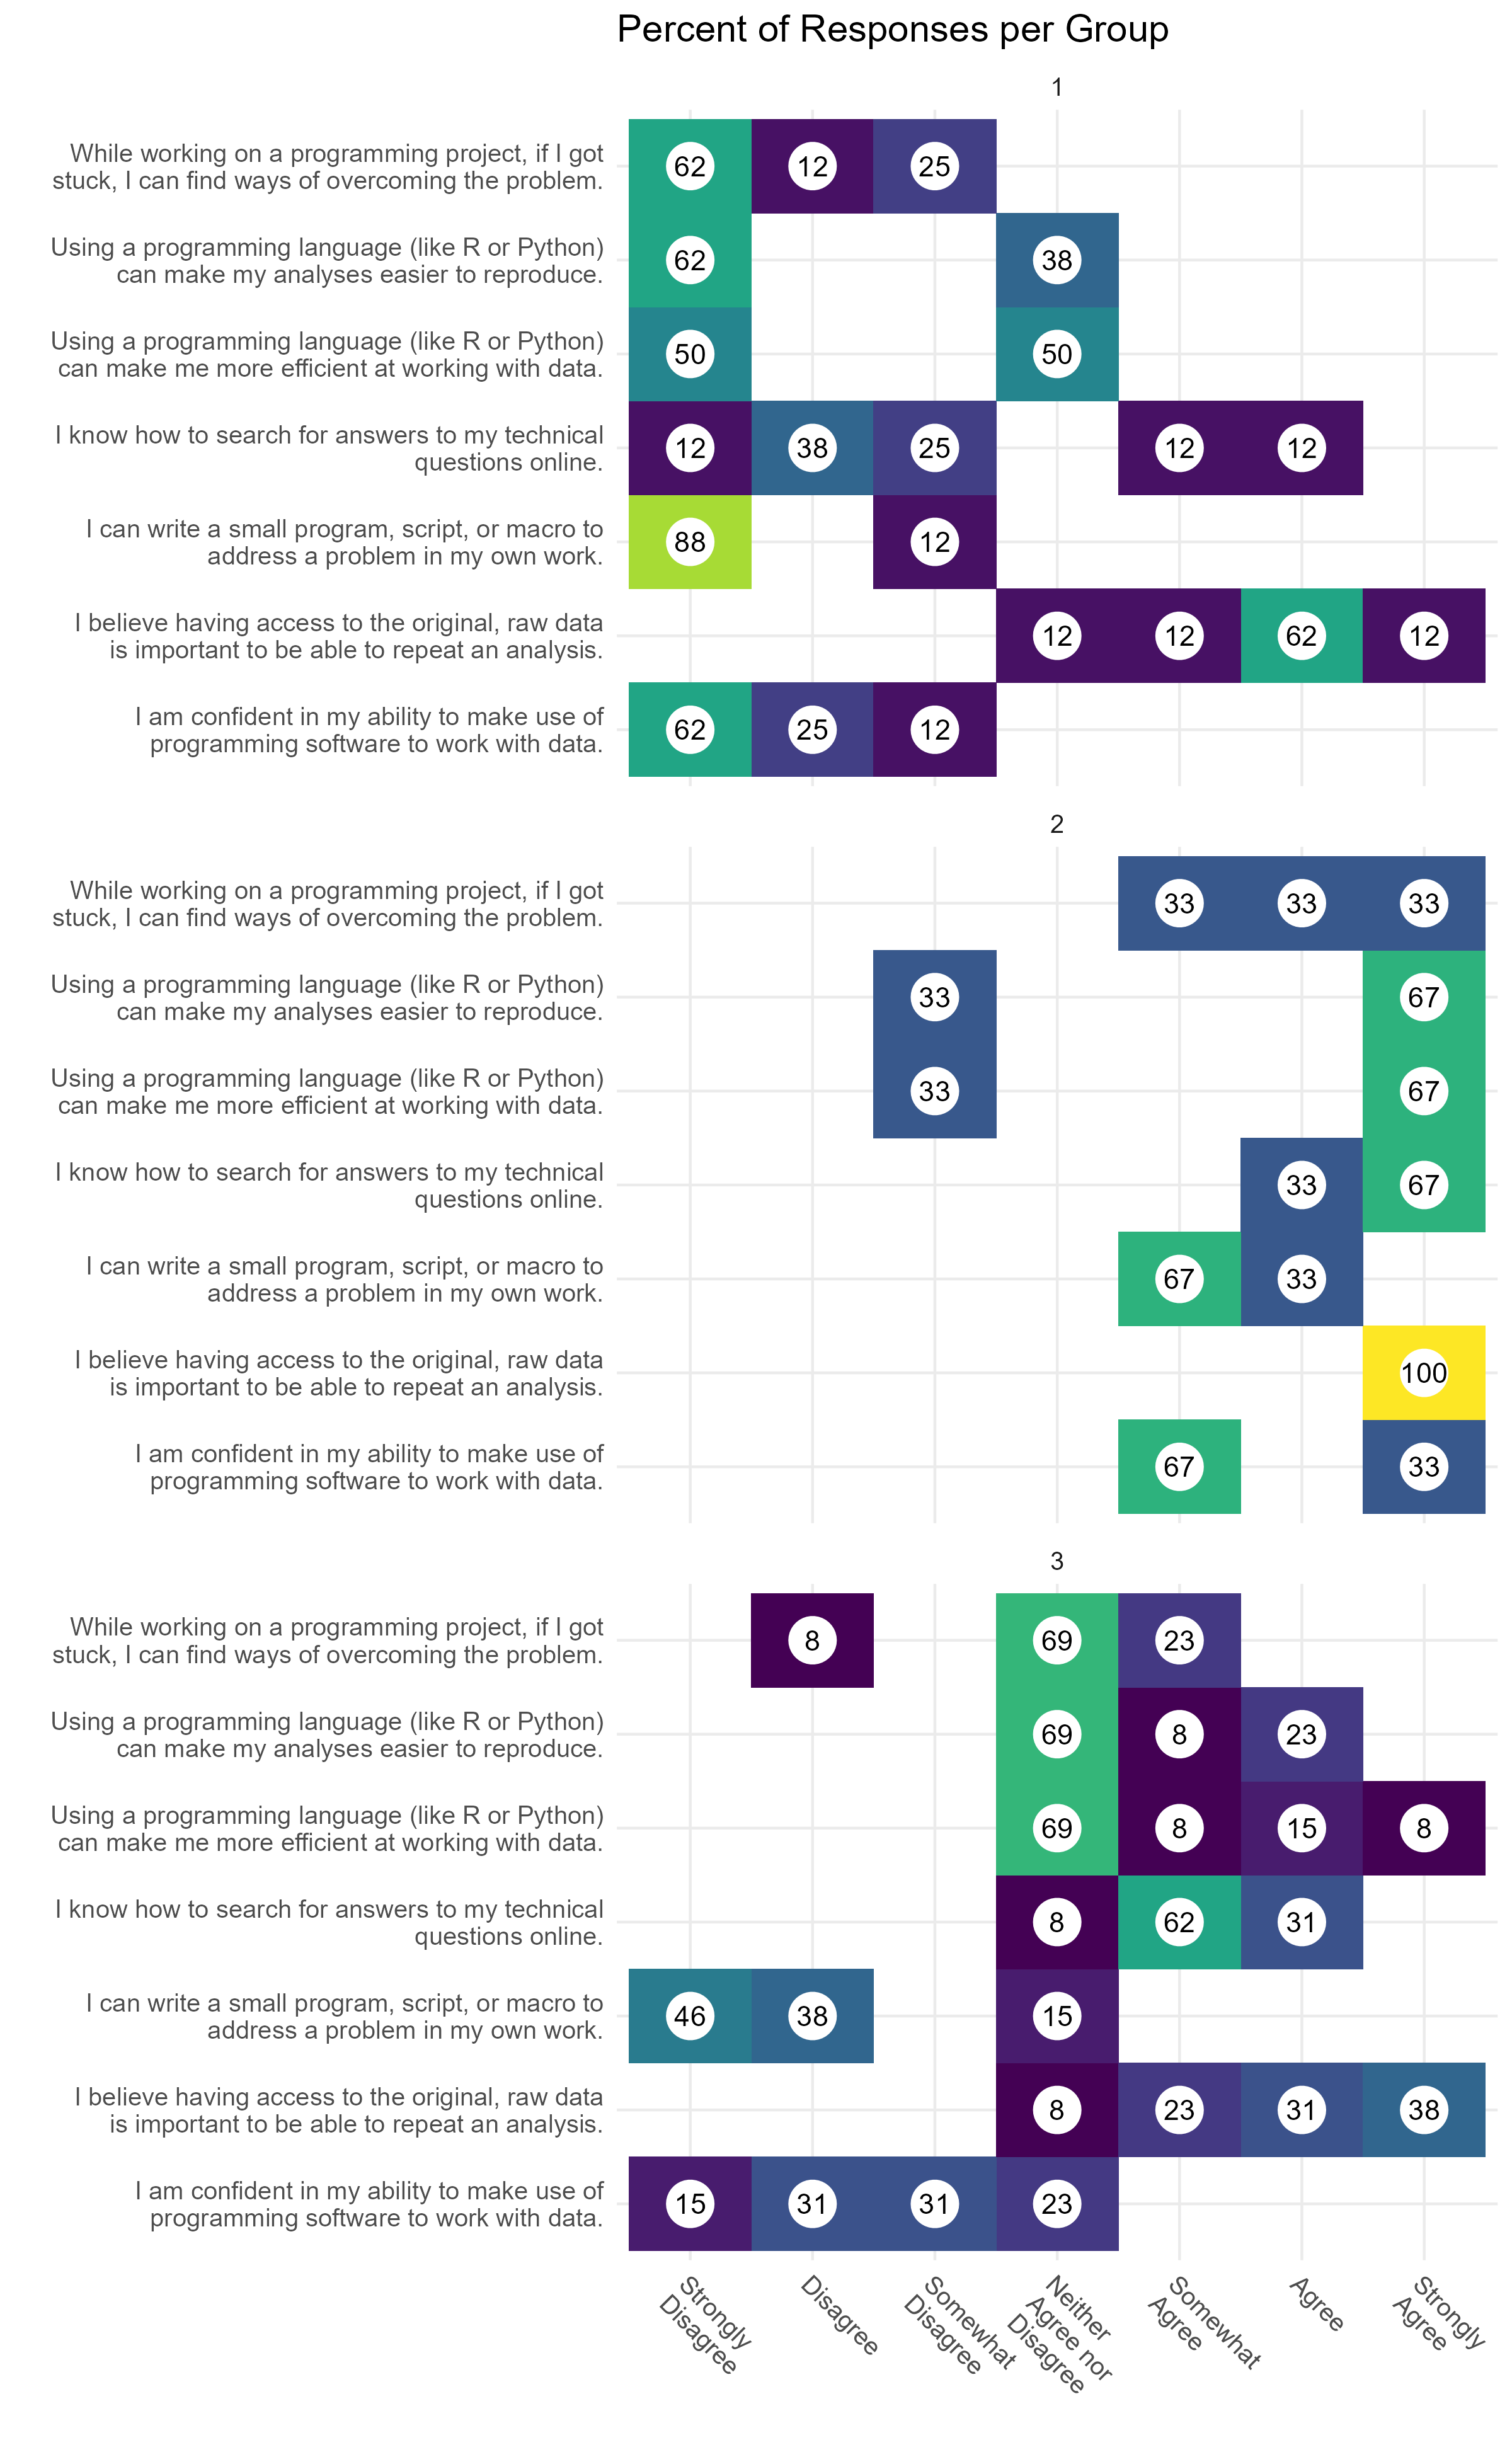 Percent of Responses per Group
1
While working on a programming project, if I got
stuck, I can find ways of overcoming the problem.
62 12 25
Using a programming language (like R or Python)
can make my analyses easier to reproduce.
62 38
Using a programming language (like R or Python)
can make me more efficient at working with data.
50 50
I know how to search for answers to my technical
questions online.
12 38 25 12 12
I can write a small program, script, or macro to
address a problem in my own work.
88 12
I believe having access to the original, raw data
is important to be able to repeat an analysis.
12 12 62 12
I am confident in my ability to make use of
programming software to work with data.
62 25 12
2
While working on a programming project, if I got
stuck, I can find ways of overcoming the problem.
33 33 33
Using a programming language (like R or Python)
can make my analyses easier to reproduce.
33 67
Using a programming language (like R or Python)
can make me more efficient at working with data.
33 67
I know how to search for answers to my technical
questions online.
33 67
I can write a small program, script, or macro to
address a problem in my own work.
67 33
I believe having access to the original, raw data
is important to be able to repeat an analysis.
100
I am confident in my ability to make use of
programming software to work with data.
67 33
3
While working on a programming project, if I got
stuck, I can find ways of overcoming the problem.
8 69 23
Using a programming language (like R or Python)
can make my analyses easier to reproduce.
69 8 23
Using a programming language (like R or Python)
can make me more efficient at working with data.
69 8 15 8
I know how to search for answers to my technical
questions online.
8 62 31
I can write a small program, script, or macro to
address a problem in my own work.
46 38 15
I believe having access to the original, raw data
is important to be able to repeat an analysis.
8 23 31 38
I am confident in my ability to make use of
programming software to work with data.
15 31 31 23
Strongly
Disagree
Disagree
Somewhat
Disagree
Neither
Agree nor
Disagree
Somewhat
Agree
Agree
Strongly
Agree